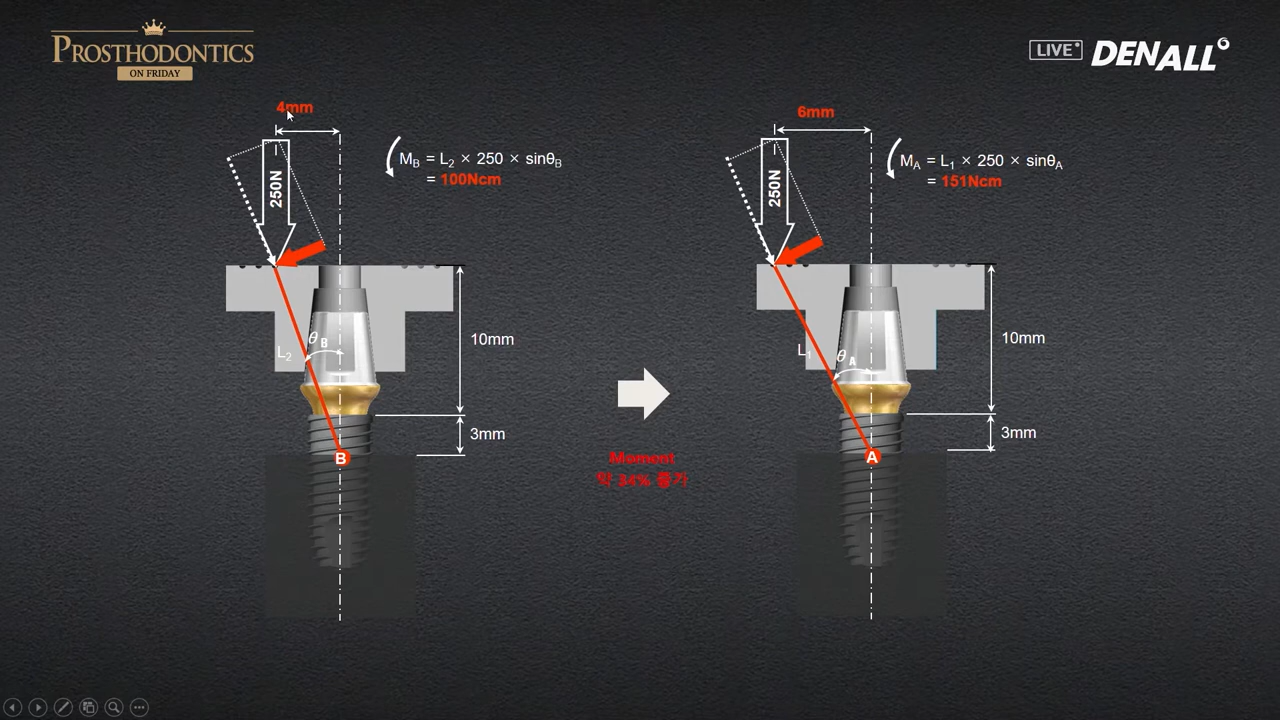 PROSTHODONTICS
ON FRIDAY
LIVE
DENALL
4mm
250N
M_B = L_2 × 250 × sinθ_B
= 100Ncm
θ_B
L_2
10mm
3mm
B
Moment
약 34% 증가
6mm
250N
M_A = L_1 × 250 × sinθ_A
= 151Ncm
θ_A
L_1
10mm
3mm
A